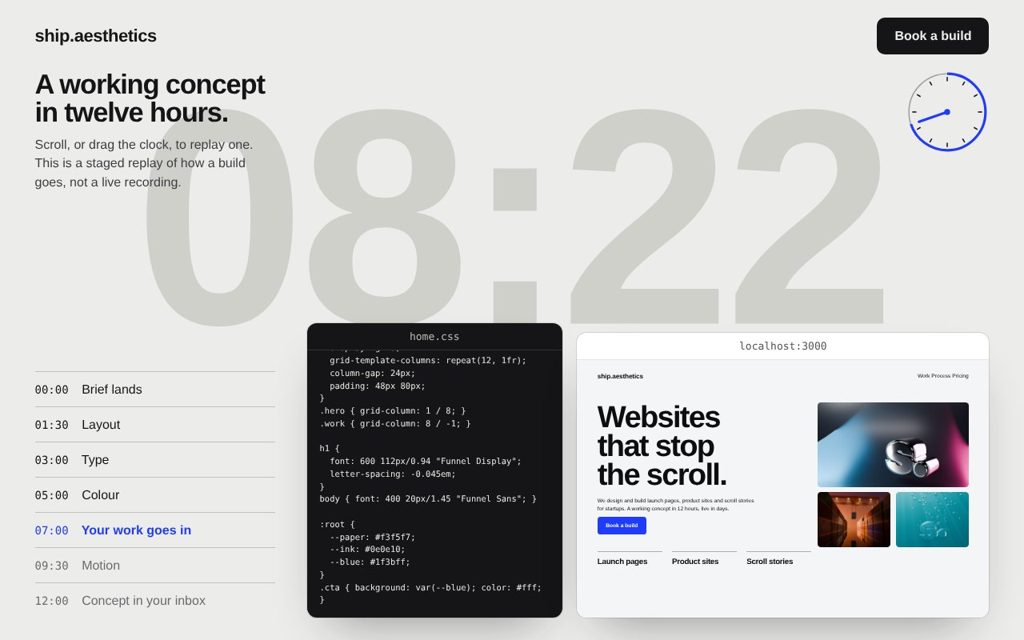 ship.aesthetics
Book a build
A working concept
in twelve hours.
Scroll, or drag the clock, to replay one.
This is a staged replay of how a build
goes, not a live recording.
08:22
00:00 Brief lands
01:30 Layout
03:00 Type
05:00 Colour
07:00 Your work goes in
09:30 Motion
12:00 Concept in your inbox
home.css
grid-template-columns: repeat(12, 1fr);
column-gap: 24px;
padding: 48px 80px;
}
.hero { grid-column: 1 / 8; }
.work { grid-column: 8 / -1; }
h1 {
font: 600 112px/0.94 "Funnel Display";
letter-spacing: -0.045em;
}
body { font: 400 20px/1.45 "Funnel Sans"; }
:root {
--paper: #f3f5f7;
--ink: #0e0e10;
--blue: #1f3bff;
}
.cta { background: var(--blue); color: #fff;
}
localhost:3000
ship.aesthetics
Work Process Pricing
Websites
that stop
the scroll.
We design and build launch pages, product sites and scroll stories
for startups. A working concept in 12 hours, live in days.
Book a build
Launch pages
Product sites
Scroll stories